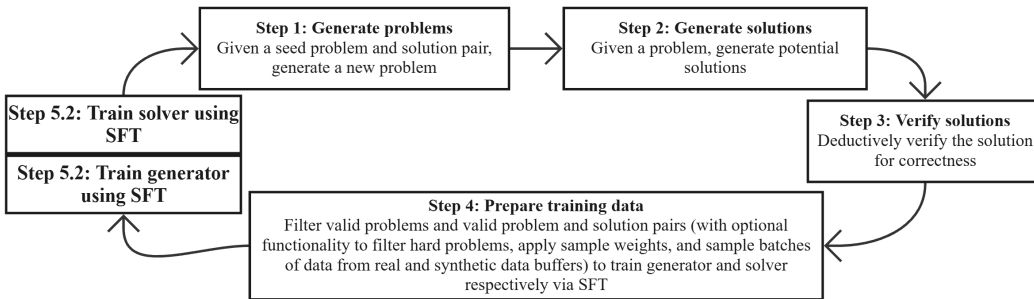 Step 1: Generate problems
Given a seed problem and solution pair,
generate a new problem
Step 2: Generate solutions
Given a problem, generate potential
solutions
Step 3: Verify solutions
Deductively verify the solution
for correctness
Step 4: Prepare training data
Filter valid problems and valid problem and solution pairs (with optional
functionality to filter hard problems, apply sample weights, and sample batches
of data from real and synthetic data buffers) to train generator and solver
respectively via SFT
Step 5.2: Train solver using
SFT
Step 5.2: Train generator
using SFT